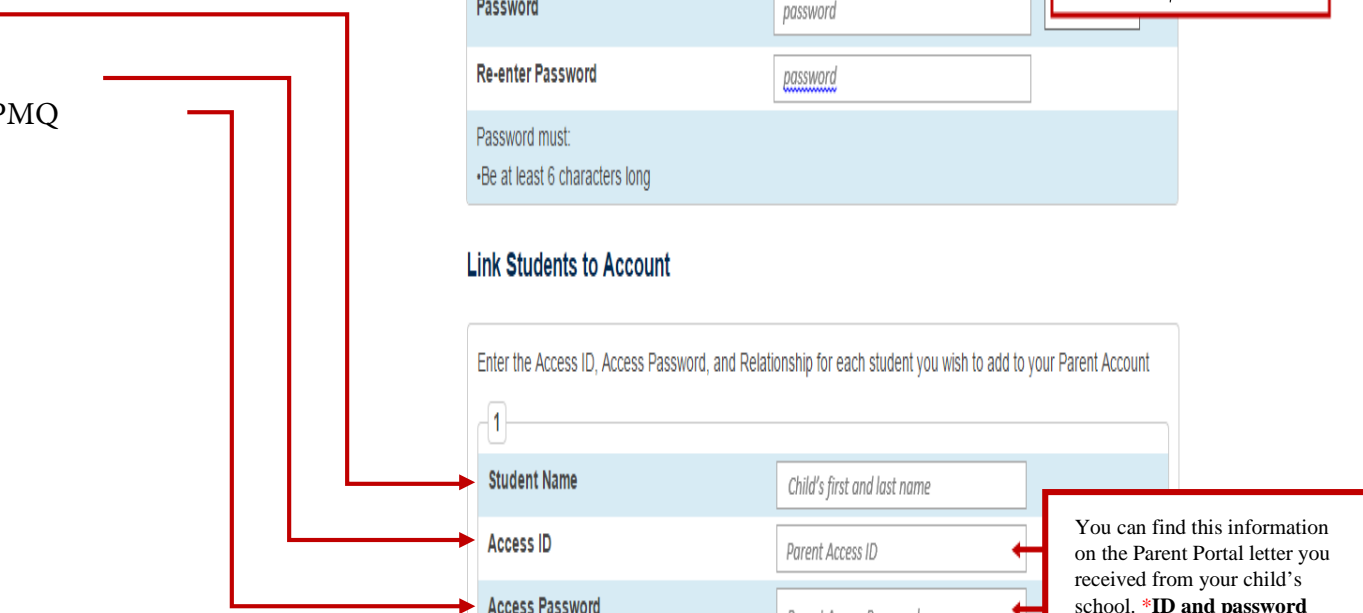 Password
password
Re-enter Password
password
PMQ
Password must:
•Be at least 6 characters long
Link Students to Account
Enter the Access ID, Access Password, and Relationship for each student you wish to add to your Parent Account
1
Student Name
Child's first and last name
Access ID
Parent Access ID
You can find this information
on the Parent Portal letter you
received from your child's
school. *ID and password
Access Password